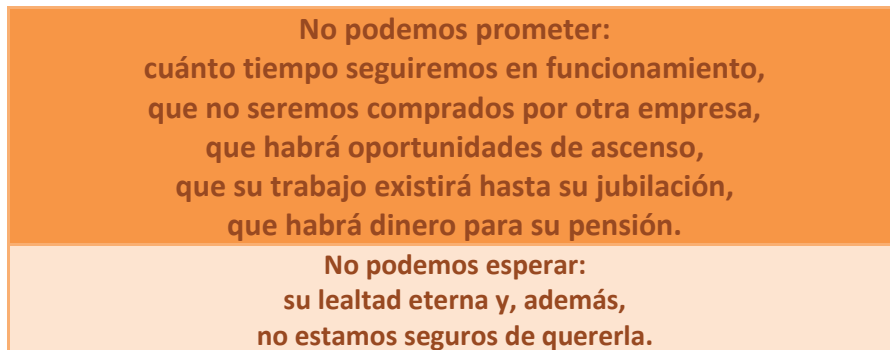 No podemos prometer:
cuánto tiempo seguiremos en funcionamiento,
que no seremos comprados por otra empresa,
que habrá oportunidades de ascenso,
que su trabajo existirá hasta su jubilación,
que habrá dinero para su pensión.
No podemos esperar:
su lealtad eterna y, además,
no estamos seguros de quererla.